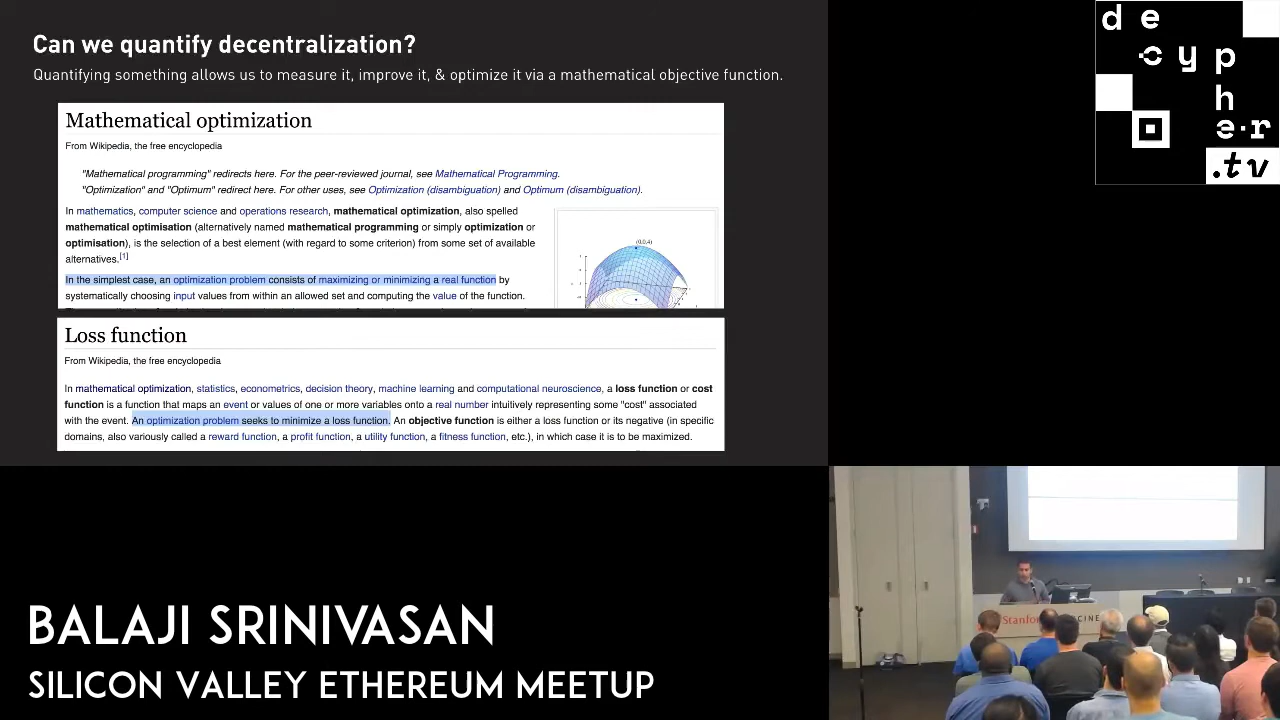 Can we quantify decentralization?
Quantifying something allows us to measure it, improve it, & optimize it via a mathematical objective function.
Mathematical optimization
From Wikipedia, the free encyclopedia
"Mathematical programming" redirects here. For the peer-reviewed journal, see Mathematical Programming.
"Optimization" and "Optimum" redirect here. For other uses, see Optimization (disambiguation) and Optimum (disambiguation).
In mathematics, computer science and operations research, mathematical optimization, also spelled
mathematical optimisation (alternatively named mathematical programming or simply optimization or
optimisation), is the selection of a best element (with regard to some criterion) from some set of available
alternatives.[1]
In the simplest case, an optimization problem consists of maximizing or minimizing a real function by
systematically choosing input values from within an allowed set and computing the value of the function.
(0,0,4)
Loss function
From Wikipedia, the free encyclopedia
In mathematical optimization, statistics, econometrics, decision theory, machine learning and computational neuroscience, a loss function or cost
function is a function that maps an event or values of one or more variables onto a real number intuitively representing some "cost" associated
with the event. An optimization problem seeks to minimize a loss function. An objective function is either a loss function or its negative (in specific
domains, also variously called a reward function, a profit function, a utility function, a fitness function, etc.), in which case it is to be maximized.
de
cyp
h
er
.tv
Stanfo
CINE
BALAJI SRINIVASAN
SILICON VALLEY ETHEREUM MEETUP